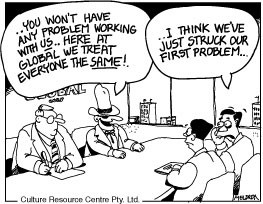 ..YOU WON'T HAVE
ANY PROBLEM WORKING
WITH US... HERE AT
GLOBAL WE TREAT
EVERYONE THE SAME!.
..I THINK WE'VE
JUST STRUCK OUR
FIRST PROBLEM...
GLOBAL
Culture Resource Centre Pty. Ltd.